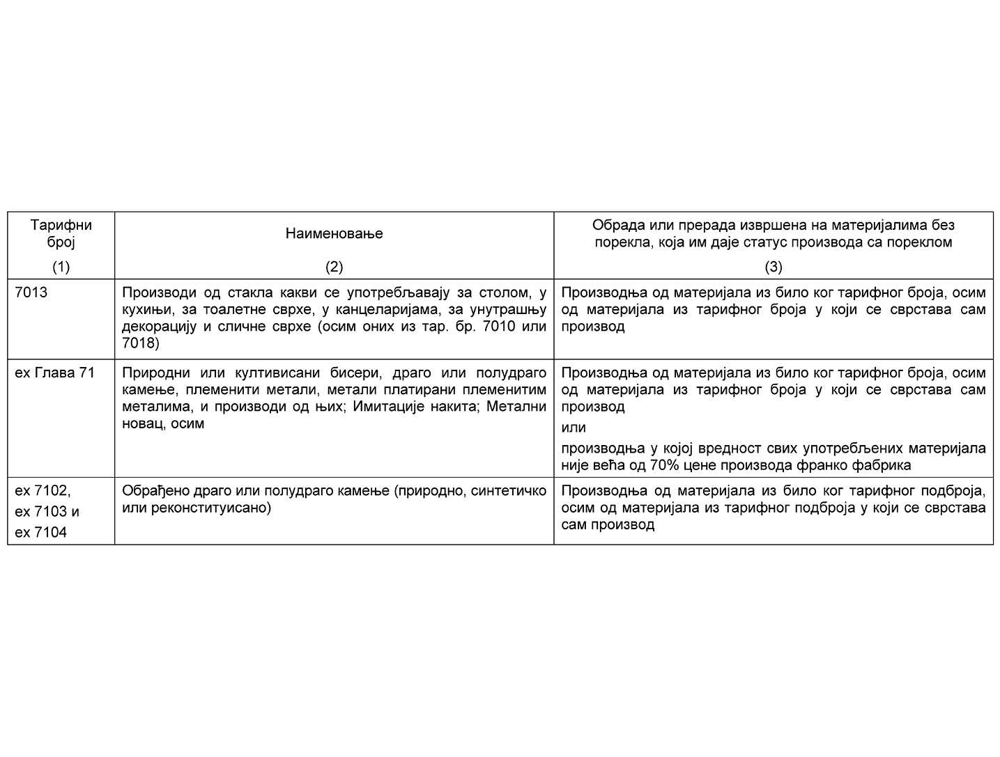 Тарифни
број
(1)
Наименовање
(2)
Обрада или прерада извршена на материјалима без
порекла, која им даје статус производа са пореклом
(3)
7013
Производи од стакла какви се употребљавају за столом, у
кухињи, за тоалетне сврхе, у канцеларијама, за унутрашњу
декорацију и сличне сврхе (осим оних из тар. бр. 7010 или
7018)
Производња од материјала из било ког тарифног броја, осим
од материјала из тарифног броја у који се сврстава сам
производ
ex Глава 71
Природни или култивисани бисери, драго или полудраго
камење, племенити метали, метали платирани племенитим
металима, и производи од њих; Имитације накита; Метални
новац, осим
Производња од материјала из било ког тарифног броја, осим
од материјала из тарифног броја у који се сврстава сам
производ
или
производња у којој вредност свих употребљених материјала
није већа од 70% цене производа франко фабрика
ex 7102,
ex 7103 и
ex 7104
Обрађено драго или полудраго камење (природно, синтетичко
или реконституисано)
Производња од материјала из било ког тарифног подброја,
осим од материјала из тарифног подброја у који се сврстава
сам производ